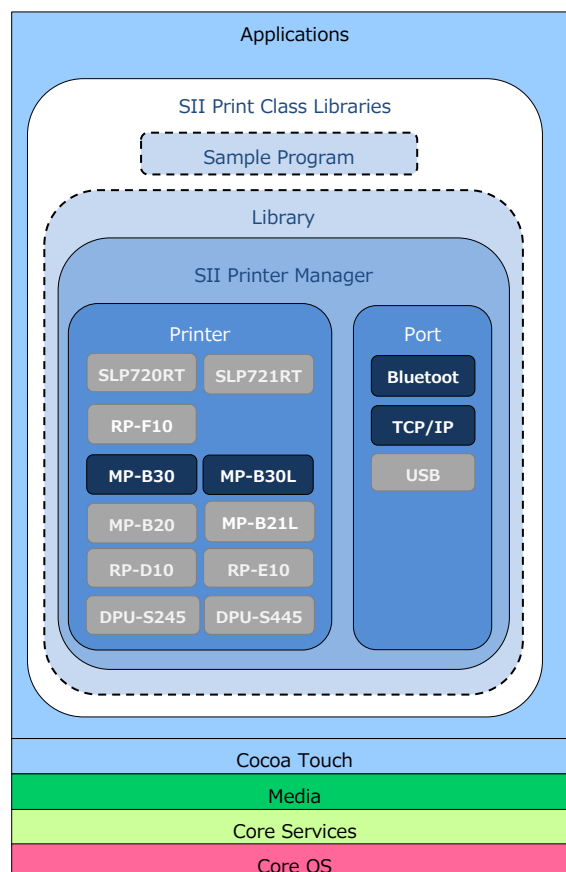 Applications
SII Print Class Libraries
Sample Program
Library
SII Printer Manager
Printer
Port
SLP720RT
SLP721RT
Bluetoot
RP-F10
TCP/IP
MP-B30
MP-B30L
USB
MP-B20
MP-B21L
RP-D10
RP-E10
DPU-S245
DPU-S445
Cocoa Touch
Media
Core Services
Core OS